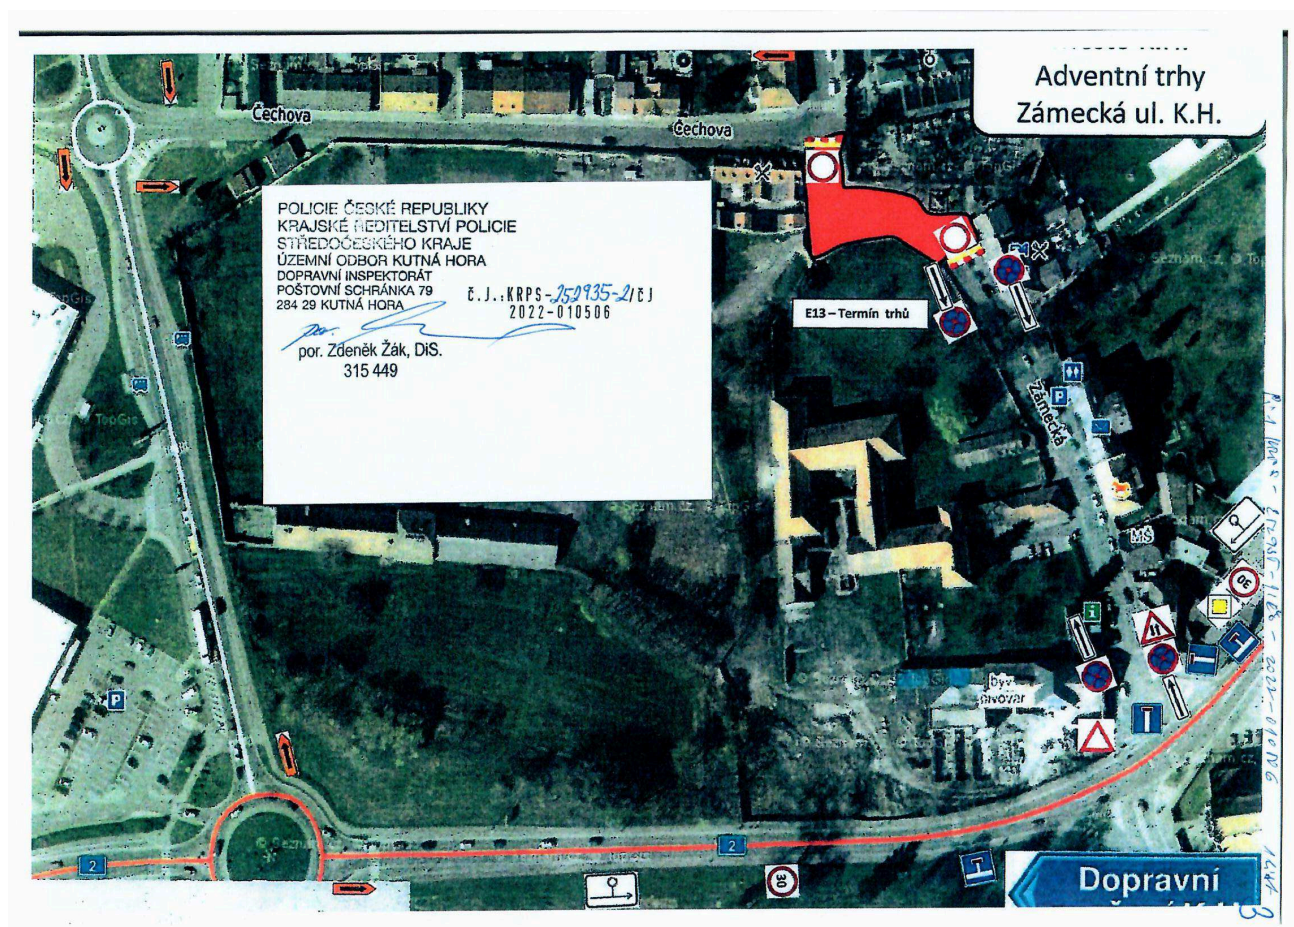 Adventní trhy
Zámecká ul. K.H.
Čechova
Čechova
POLICIE ČESKÉ REPUBLIKY
KRAJSKÉ ŘEDITELSTVÍ POLICIE
STŘEDOČESKÉHO KRAJE
ÚZEMNÍ ODBOR KUTNÁ HORA
DOPRAVNÍ INSPEKTORÁT
POŠTOVNÍ SCHRÁNKA 79
284 29 KUTNÁ HORA
Č.J.:KRPS-252935-2/ČJ
2022-010506
por. Zdeněk Žák, DiS.
315 449
E13 – Termín trhů
P
Zámecká
MŠ
30
i
býv.
pivovar
P
2
2
30
Dopravní